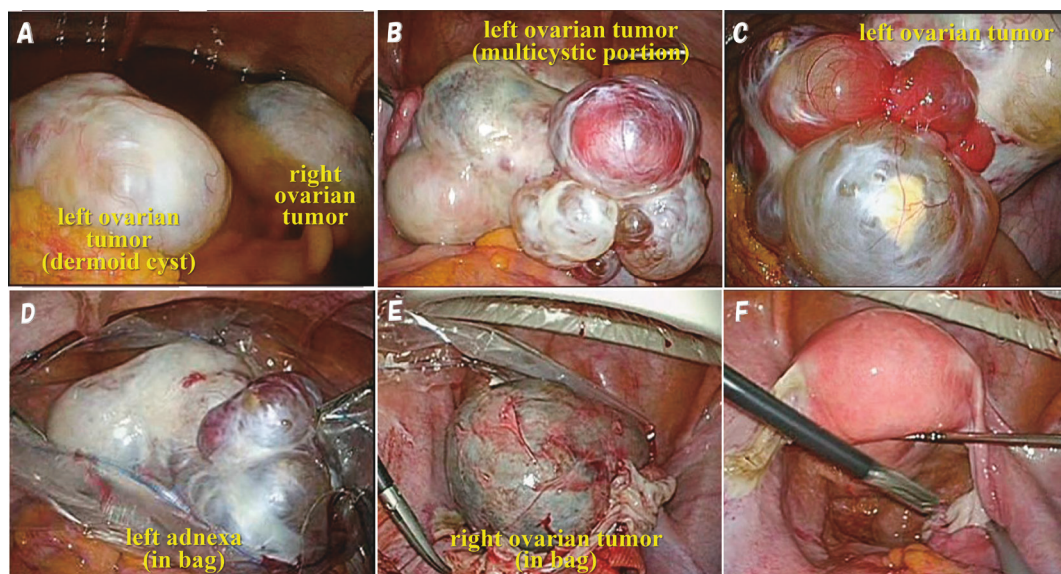 A
left ovarian
tumor
(dermoid cyst)
right
ovarian
tumor
B
left ovarian tumor
(multicystic portion)
C
left ovarian tumor
D
left adnexa
(in bag)
E
right ovarian tumor
(in bag)
F